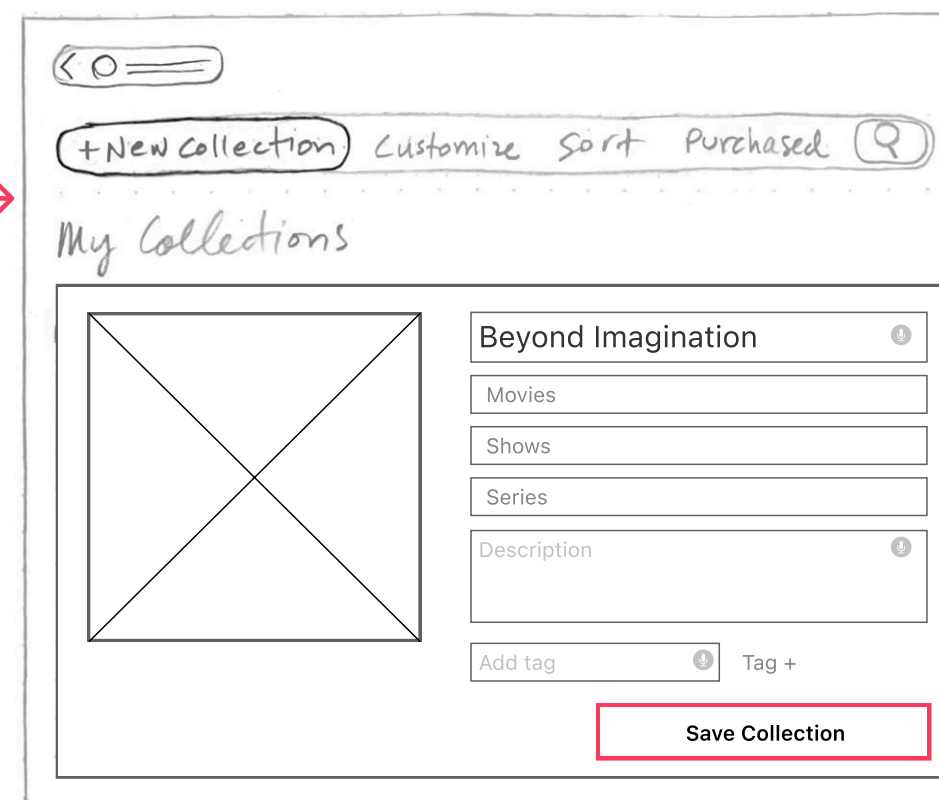 + New Collection Customize Sort Purchased
My Collections
Beyond Imagination
Movies
Shows
Series
Description
Add tag Tag +
Save Collection